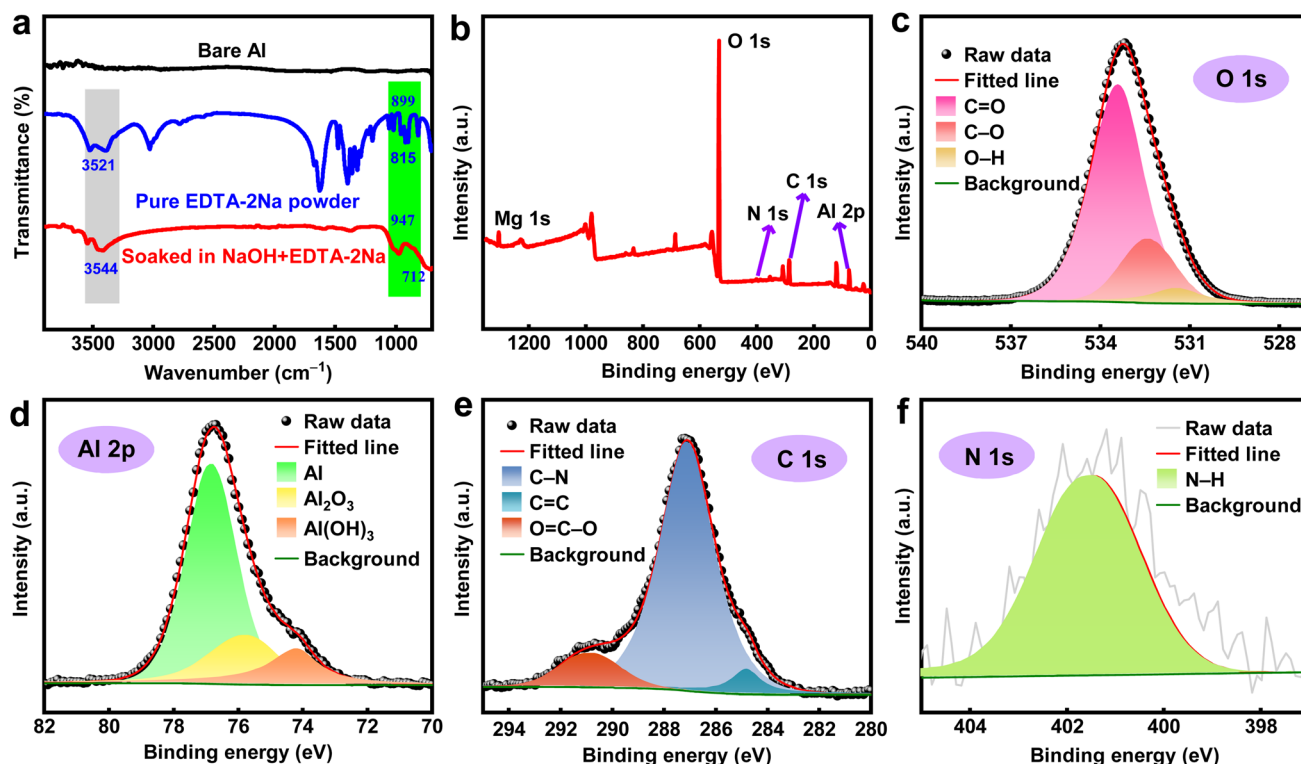 a
Bare Al
899
3521
815
Pure EDTA-2Na powder
947
Soaked in NaOH+EDTA-2Na
3544
712
Transmittance (%)
3500 3000 2500 2000 1500 1000
Wavenumber (cm⁻¹)
b
O 1s
C 1s
N 1s
Al 2p
Mg 1s
Intensity (a.u.)
1200 1000 800 600 400 200 0
Binding energy (eV)
c
Raw data
Fitted line
C=O
C–O
O–H
Background
O 1s
Intensity (a.u.)
540 537 534 531 528
Binding energy (eV)
d
Al 2p
Raw data
Fitted line
Al
Al₂O₃
Al(OH)₃
Background
Intensity (a.u.)
82 80 78 76 74 72 70
Binding energy (eV)
e
Raw data
Fitted line
C–N
C=C
O=C–O
Background
C 1s
Intensity (a.u.)
294 292 290 288 286 284 282 280
Binding energy (eV)
f
N 1s
Raw data
Fitted line
N–H
Background
Intensity (a.u.)
404 402 400 398
Binding energy (eV)